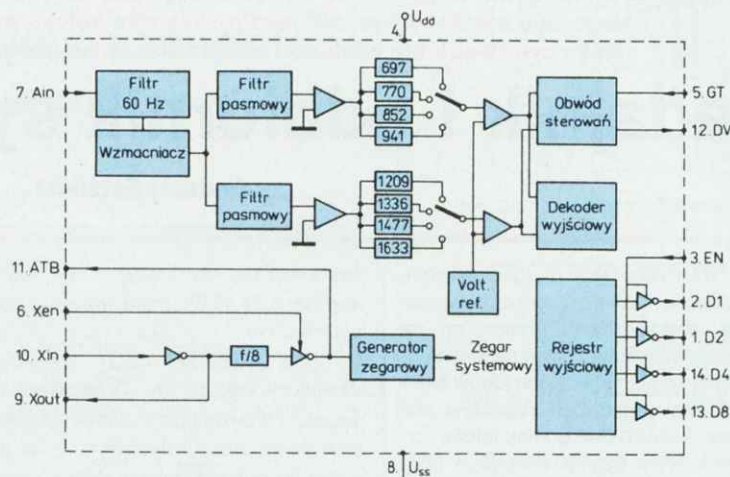 4. Udd
7. Ain
Filtr
60 Hz
Wzmacniacz
Filtr
pasmowy
697
770
852
941
Obwód
sterowań
5. GT
12. DV
Filtr
pasmowy
1209
1336
1477
1633
Dekoder
wyjściowy
Volt.
ref.
11. ATB
6. Xen
10. Xin
9. Xout
f/8
Generator
zegarowy
Zegar
systemowy
Rejestr
wyjściowy
3. EN
2. D1
1. D2
14. D4
13. D8
8. Uss